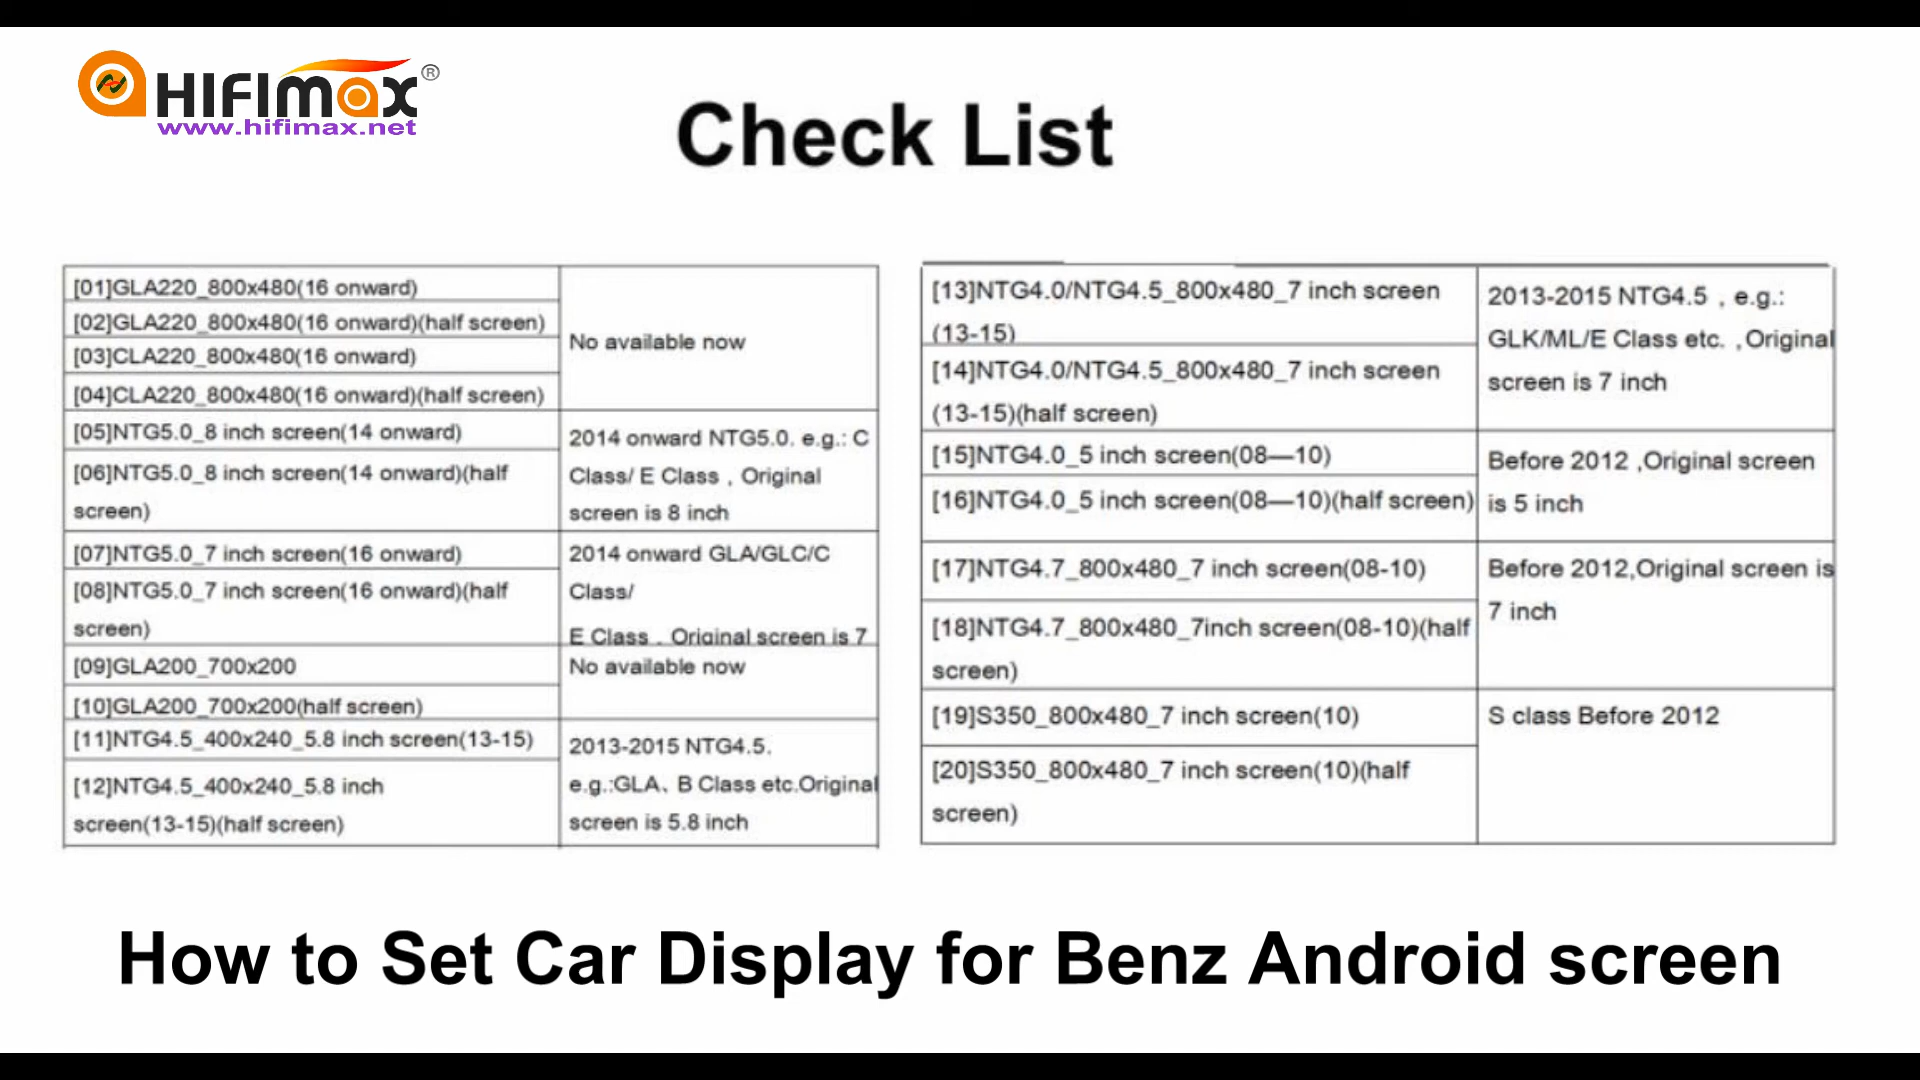 HIFIMAX®
www.hifimax.net
Check List
[01]GLA220_800x480(16 onward)
[02]GLA220_800x480(16 onward)(half screen)
[03]CLA220_800x480(16 onward)
[04]CLA220_800x480(16 onward)(half screen)
No available now
[05]NTG5.0_8 inch screen(14 onward)
[06]NTG5.0_8 inch screen(14 onward)(half
screen)
2014 onward NTG5.0. e.g.: C
Class/ E Class , Original
screen is 8 inch
[07]NTG5.0_7 inch screen(16 onward)
[08]NTG5.0_7 inch screen(16 onward)(half
screen)
2014 onward GLA/GLC/C
Class/
E Class , Original screen is 7
[09]GLA200_700x200
[10]GLA200_700x200(half screen)
No available now
[11]NTG4.5_400x240_5.8 inch screen(13-15)
[12]NTG4.5_400x240_5.8 inch
screen(13-15)(half screen)
2013-2015 NTG4.5.
e.g.:GLA、B Class etc.Original
screen is 5.8 inch
[13]NTG4.0/NTG4.5_800x480_7 inch screen
(13-15)
[14]NTG4.0/NTG4.5_800x480_7 inch screen
(13-15)(half screen)
2013-2015 NTG4.5 , e.g.:
GLK/ML/E Class etc. ,Original
screen is 7 inch
[15]NTG4.0_5 inch screen(08—10)
[16]NTG4.0_5 inch screen(08—10)(half screen)
Before 2012 ,Original screen
is 5 inch
[17]NTG4.7_800x480_7 inch screen(08-10)
[18]NTG4.7_800x480_7inch screen(08-10)(half
screen)
Before 2012,Original screen is
7 inch
[19]S350_800x480_7 inch screen(10)
[20]S350_800x480_7 inch screen(10)(half
screen)
S class Before 2012
How to Set Car Display for Benz Android screen